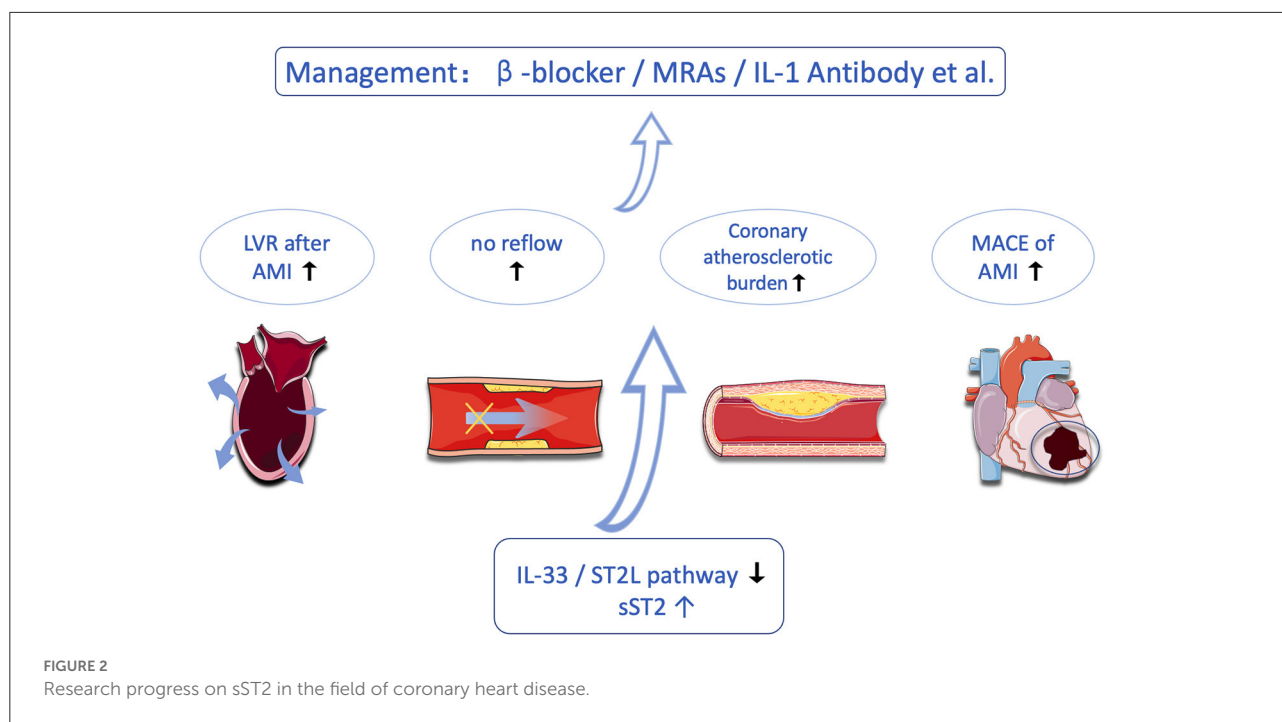 Management： β-blocker / MRAs / IL-1 Antibody et al.
LVR after
AMI ↑
no reflow
↑
Coronary
atherosclerotic
burden ↑
MACE of
AMI ↑
IL-33 / ST2L pathway ↓
sST2 ↑
FIGURE 2
Research progress on sST2 in the field of coronary heart disease.